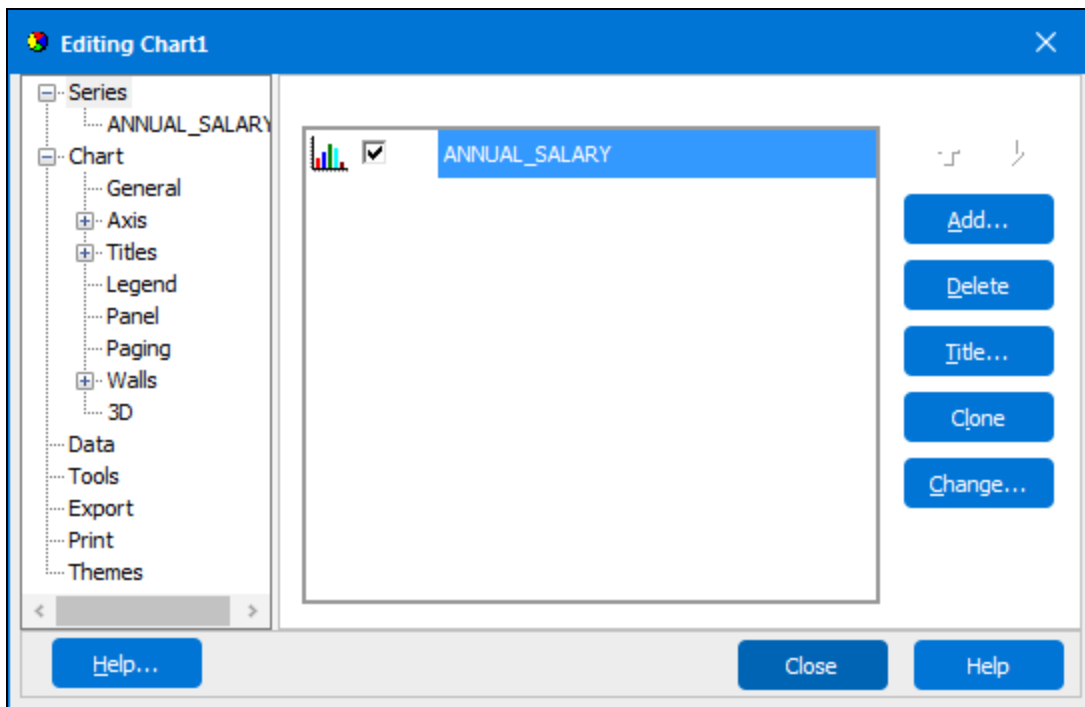 Editing Chart1
Series
ANNUAL_SALARY
Chart
General
Axis
Titles
Legend
Panel
Paging
Walls
3D
Data
Tools
Export
Print
Themes
ANNUAL_SALARY
Add...
Delete
Title...
Clone
Change...
Help...
Close
Help